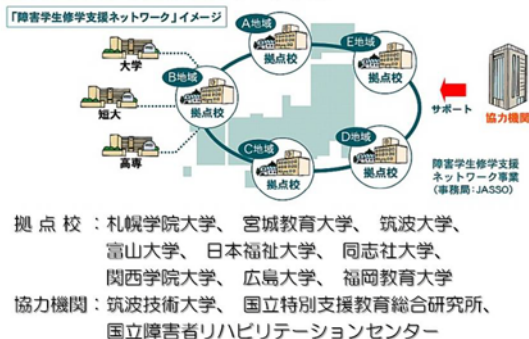 「障害学生修学支援ネットワーク」イメージ
A地域
拠点校
E地域
拠点校
大学
B地域
拠点校
短大
高専
C地域
拠点校
D地域
拠点校
サポート
協力機関
障害学生修学支援
ネットワーク事業
(事務局:JASSO)
拠点校:札幌学院大学、宮城教育大学、筑波大学、
富山大学、日本福祉大学、同志社大学、
関西学院大学、広島大学、福岡教育大学
協力機関:筑波技術大学、国立特別支援教育総合研究所、
国立障害者リハビリテーションセンター